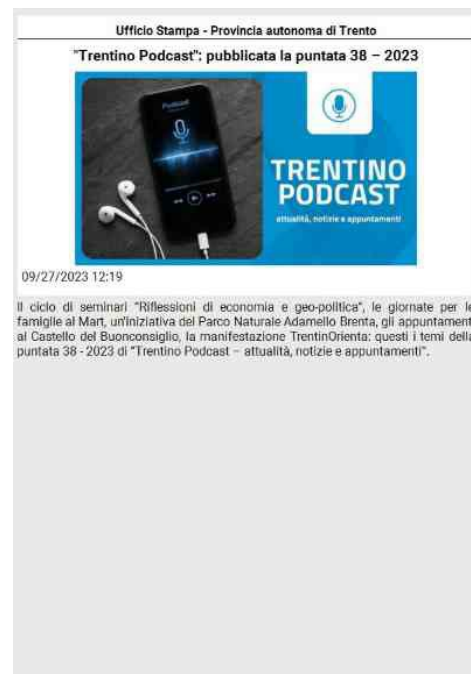 Ufficio Stampa - Provincia autonoma di Trento
"Trentino Podcast": pubblicata la puntata 38 – 2023
Podcast
TRENTINO
PODCAST
attualità, notizie e appuntamenti
09/27/2023 12:19
Il ciclo di seminari "Riflessioni di economia e geo-politica", le giornate per le
famiglie al Mart, un'iniziativa del Parco Naturale Adamello Brenta, gli appuntament
al Castello del Buonconsiglio, la manifestazione TrentinOrienta: questi i temi della
puntata 38 - 2023 di "Trentino Podcast – attualità, notizie e appuntamenti".